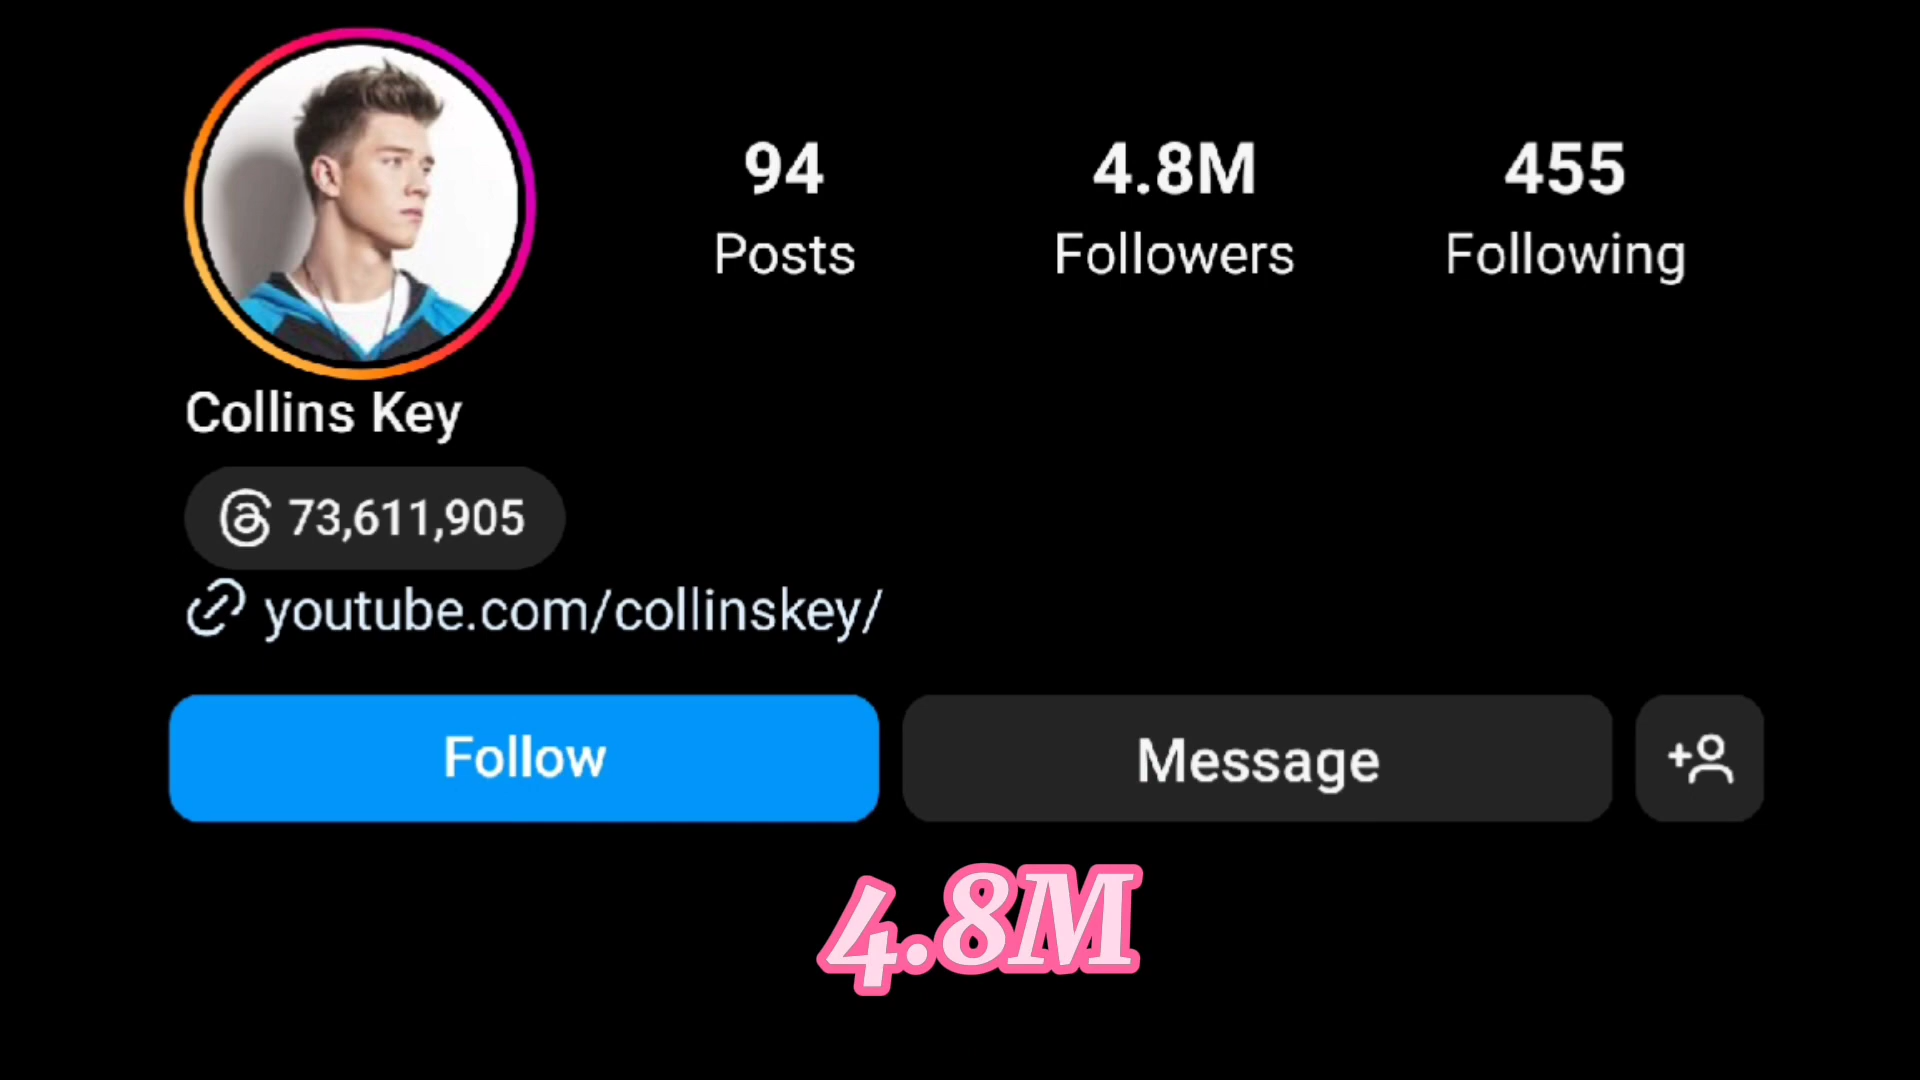 94 4.8M 455
Posts Followers Following
Collins Key
73,611,905
youtube.com/collinskey/
Follow Message
4.8M